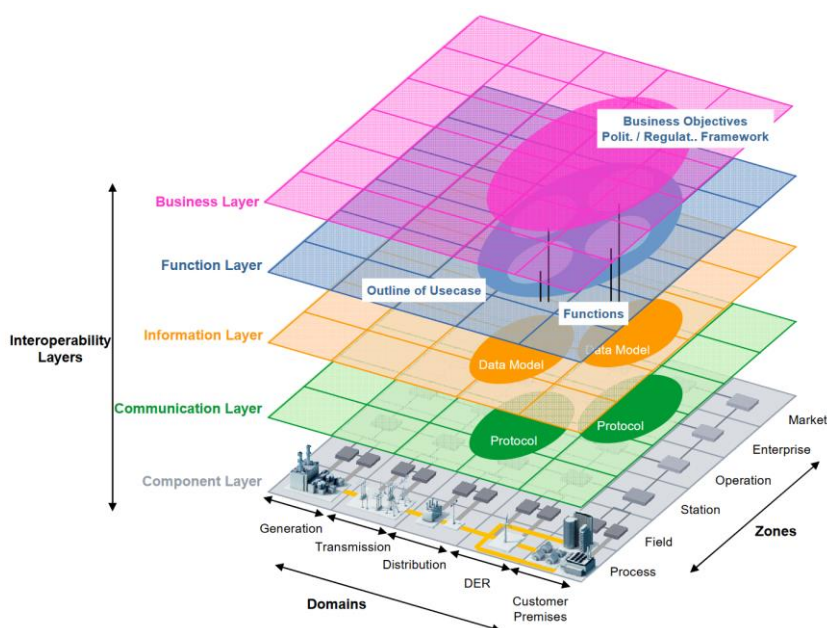 Business Objectives
Polit. / Regulat.. Framework
Business Layer
Function Layer
Outline of Usecase
Functions
Interoperability
Layers
Information Layer
Data Model
Data Model
Communication Layer
Protocol
Protocol
Component Layer
Market
Enterprise
Operation
Station
Field
Process
Zones
Generation
Transmission
Distribution
DER
Customer
Premises
Domains